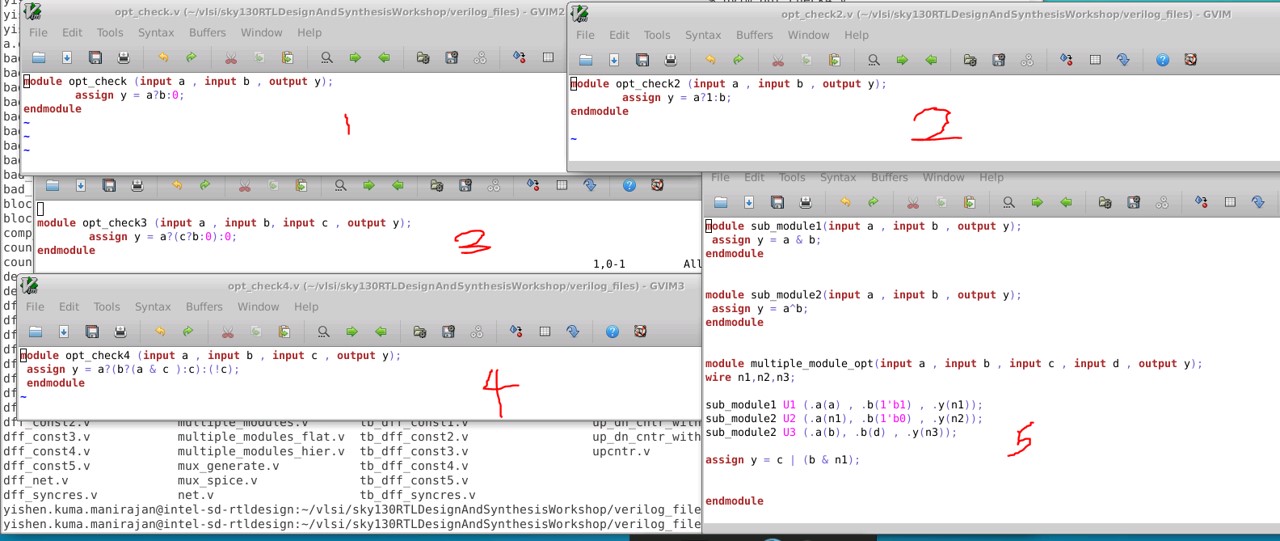 opt_check.v (~/vlsi/sky130RTLDesignAndSynthesisWorkshop/verilog_files) - GVIM2
File Edit Tools Syntax Buffers Window Help
module opt_check (input a , input b , output y);
assign y = a?b:0;
endmodule
~
~
~
1
opt_check2.v (~/vlsi/sky130RTLDesignAndSynthesisWorkshop/verilog_files) - GVIM
File Edit Tools Syntax Buffers Window Help
module opt_check2 (input a , input b , output y);
assign y = a?1:b;
endmodule
~
2
module opt_check3 (input a , input b, input c , output y);
assign y = a?(c?b:0):0;
endmodule
3
1,0-1 All
opt_check4.v (~/vlsi/sky130RTLDesignAndSynthesisWorkshop/verilog_files) - GVIM3
File Edit Tools Syntax Buffers Window Help
module opt_check4 (input a , input b , input c , output y);
assign y = a?(b?(a & c ):c):(!c);
endmodule
~
4
File Edit Tools Syntax Buffers Window Help
module sub_module1(input a , input b , output y);
assign y = a & b;
endmodule
module sub_module2(input a , input b , output y);
assign y = a^b;
endmodule
module multiple_module_opt(input a , input b , input c , input d , output y);
wire n1,n2,n3;
sub_module1 U1 (.a(a) , .b(1'b1) , .y(n1));
sub_module2 U2 (.a(n1), .b(1'b0) , .y(n2));
sub_module2 U3 (.a(b), .b(d) , .y(n3));
assign y = c | (b & n1);
endmodule
5
dff_const2.v multiple_modules.v tb_dff_const1.v up_dn_cntr_with
dff_const3.v multiple_modules_flat.v tb_dff_const2.v up_dn_cntr_with
dff_const4.v multiple_modules_hier.v tb_dff_const3.v upcntr.v
dff_const5.v mux_generate.v tb_dff_const4.v
dff_net.v mux_spice.v tb_dff_const5.v
dff_syncres.v net.v tb_dff_syncres.v
yishen.kuma.manirajan@intel-sd-rtldesign:~/vlsi/sky130RTLDesignAndSynthesisWorkshop/verilog_file
yishen.kuma.manirajan@intel-sd-rtldesign:~/vlsi/sky130RTLDesignAndSynthesisWorkshop/verilog_file